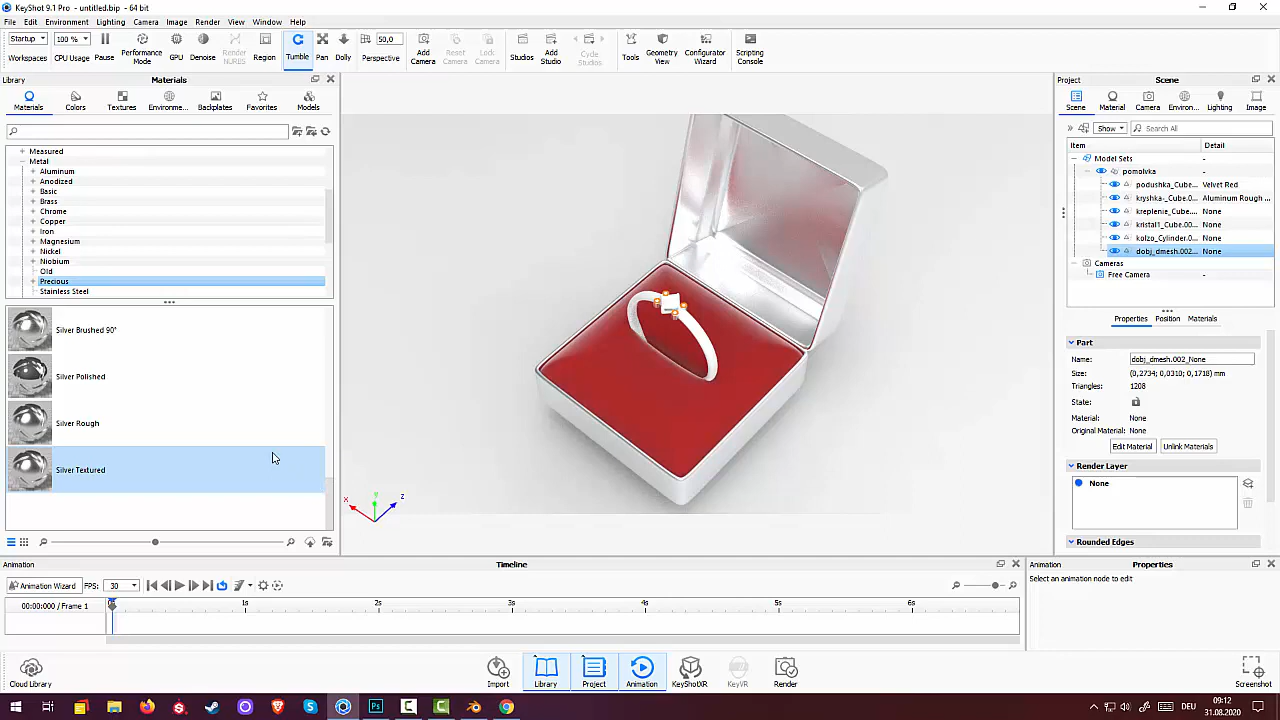 KeyShot 9.1 Pro - untitled.bip - 64 bit
File Edit Environment Lighting Camera Image Render View Window Help
Startup 100 % 50,0
Workspaces CPU Usage Pause Performance Mode GPU Denoise Render NURBS Region Tumble Pan Dolly Perspective Add Camera Reset Camera Lock Camera Studios Add Studio Cycle Studios Tools Geometry View Configurator Wizard Scripting Console
Library Materials
Materials Colors Textures Environme... Backplates Favorites Models
Measured
Metal
Aluminum
Anodized
Basic
Brass
Chrome
Copper
Iron
Magnesium
Nickel
Niobium
Old
Precious
Stainless Steel
Silver Brushed 90°
Silver Polished
Silver Rough
Silver Textured
X Y Z
Project Scene
Scene Material Camera Environ... Lighting Image
Show Search All
Item Detail
Model Sets -
pomolvka -
podushka_Cube... Velvet Red
kryshka_Cube.0... Aluminum Rough ...
kreplenie_Cube.... None
kristal1_Cube.00... None
kolzo_Cylinder.0... None
dobj_dmesh.002... None
Cameras
Free Camera -
Properties Position Materials
Part
Name: dobj_dmesh.002_None
Size: (0,2734; 0,0310; 0,1718) mm
Triangles: 1208
State:
Material: None
Original Material: None
Edit Material Unlink Materials
Render Layer
None
Rounded Edges
Animation Timeline
Animation Wizard FPS: 30
00:00:000 / Frame 1 1s 2s 3s 4s 5s 6s
Animation Properties
Select an animation node to edit
Cloud Library Import Library Project Animation KeyShotXR KeyVR Render Screenshot
Ps
DEU
09:12
31.08.2020